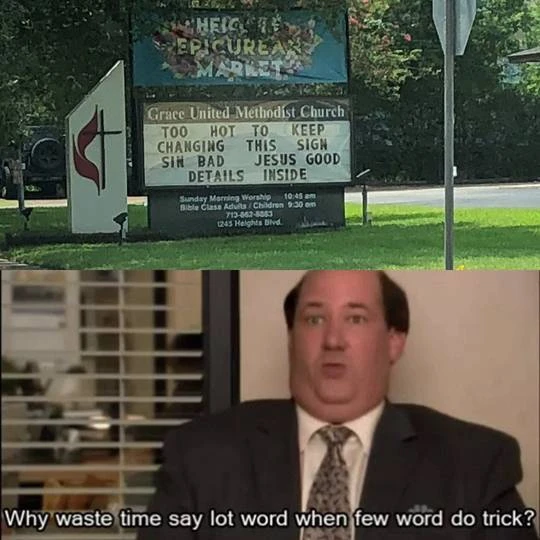 HEIGHTS
EPICUREAN
MARKET
Grace United Methodist Church
TOO HOT TO KEEP
CHANGING THIS SIGN
SIN BAD JESUS GOOD
DETAILS INSIDE
Sunday Morning Worship 10:45 am
Bible Class Adults / Children 9:30 am
713-862-8883
1245 Heights Blvd.
Why waste time say lot word when few word do trick?